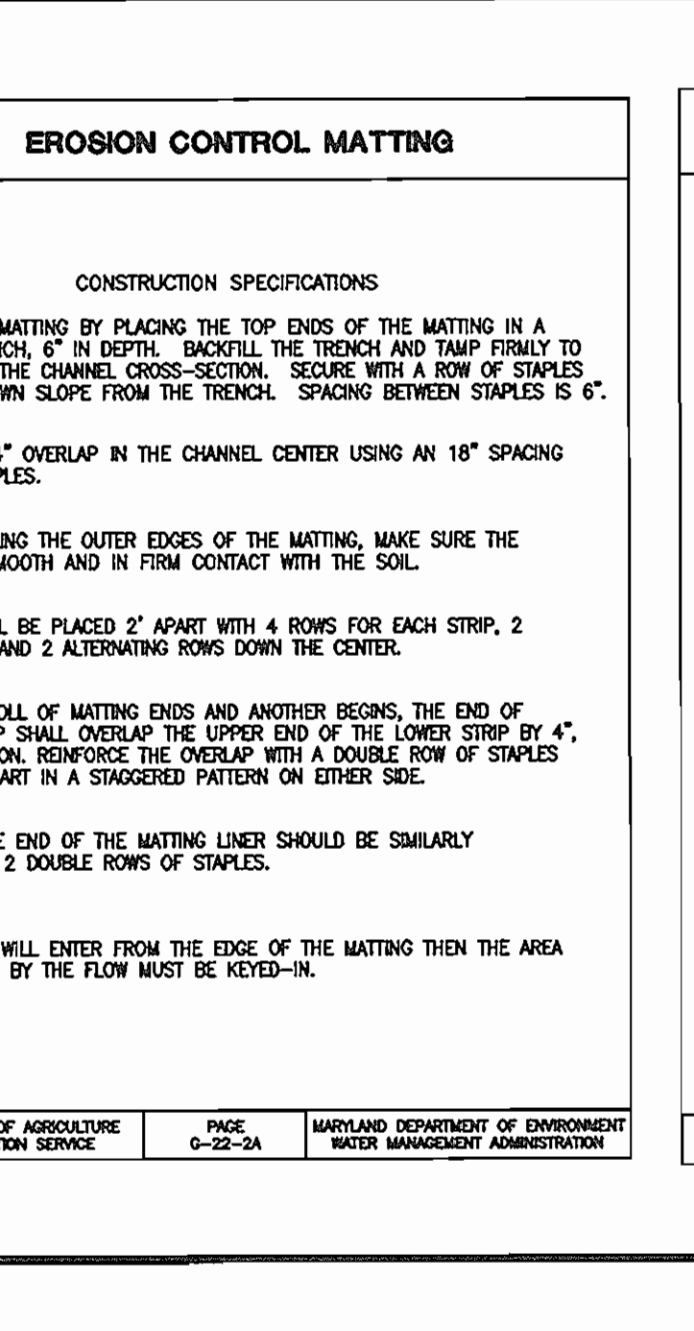 EROSION CONTROL MATTING
CONSTRUCTION SPECIFICATIONS
MATTING BY PLACING THE TOP ENDS OF THE MATTING IN A
CH, 6" IN DEPTH. BACKFILL THE TRENCH AND TAMP FIRMLY TO
THE CHANNEL CROSS-SECTION. SECURE WITH A ROW OF STAPLES
WN SLOPE FROM THE TRENCH. SPACING BETWEEN STAPLES IS 6".
4" OVERLAP IN THE CHANNEL CENTER USING AN 18" SPACING
PLES.
ING THE OUTER EDGES OF THE MATTING, MAKE SURE THE
MOOTH AND IN FIRM CONTACT WITH THE SOIL.
L BE PLACED 2' APART WITH 4 ROWS FOR EACH STRIP, 2
AND 2 ALTERNATING ROWS DOWN THE CENTER.
OLL OF MATTING ENDS AND ANOTHER BEGINS, THE END OF
P SHALL OVERLAP THE UPPER END OF THE LOWER STRIP BY 4",
ON. REINFORCE THE OVERLAP WITH A DOUBLE ROW OF STAPLES
ART IN A STAGGERED PATTERN ON EITHER SIDE.
E END OF THE MATTING LINER SHOULD BE SIMILARLY
2 DOUBLE ROWS OF STAPLES.
WILL ENTER FROM THE EDGE OF THE MATTING THEN THE AREA
BY THE FLOW MUST BE KEYED-IN.
OF AGRICULTURE
TION SERVICE
PAGE
G-22-2A
MARYLAND DEPARTMENT OF ENVIRONMENT
WATER MANAGEMENT ADMINISTRATION